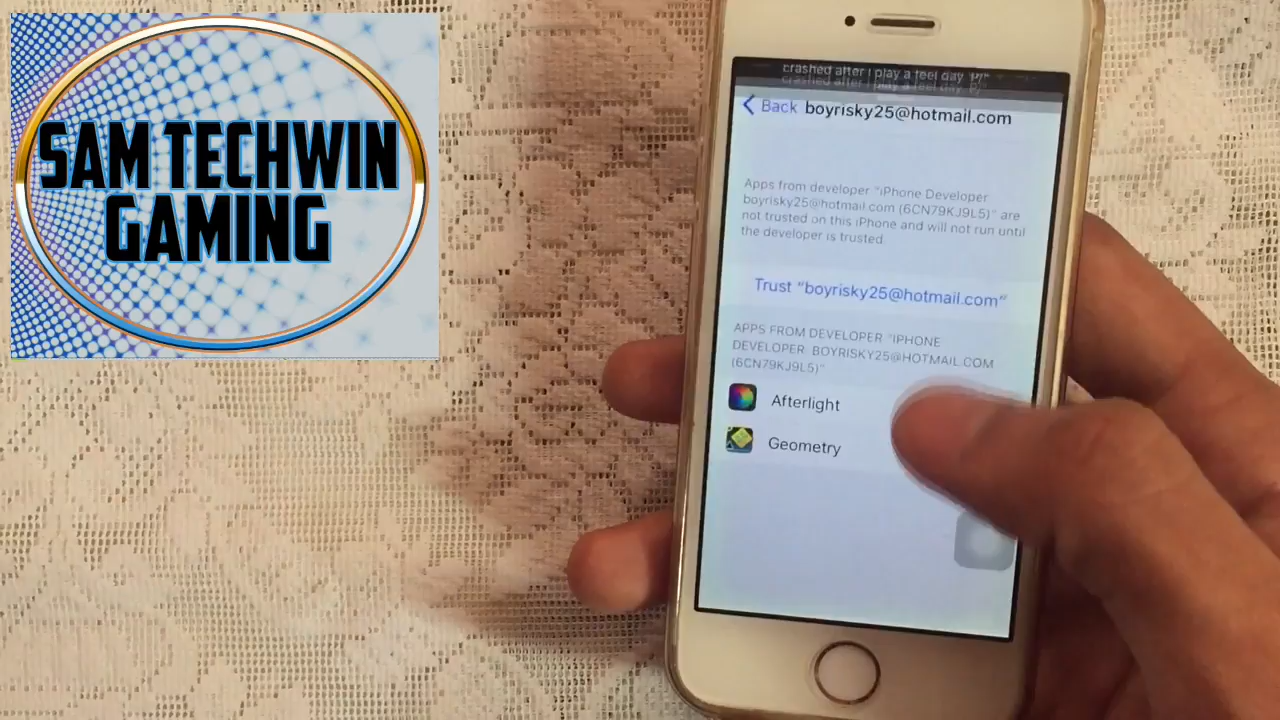 SAM TECHWIN
GAMING
crashed after I play a feel day.
Back boyrisky25@hotmail.com
Apps from developer "iPhone Developer
boyrisky25@hotmail.com (6CN79KJ9L5)" are
not trusted on this iPhone and will not run until
the developer is trusted.
Trust "boyrisky25@hotmail.com"
APPS FROM DEVELOPER "IPHONE
DEVELOPER: BOYRISKY25@HOTMAIL.COM
(6CN79KJ9L5)"
Afterlight
Geometry